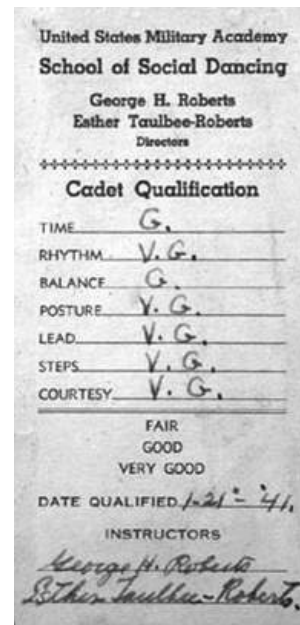 United States Military Academy
School of Social Dancing
George H. Roberts
Esther Taulbee-Roberts
Directors
Cadet Qualification
TIME G.
RHYTHM V. G.
BALANCE G.
POSTURE V. G.
LEAD V. G.
STEPS V. G.
COURTESY V. G.
FAIR
GOOD
VERY GOOD
DATE QUALIFIED 1-21-'41.
INSTRUCTORS
George H. Roberts
Esther Taulbee-Roberts.